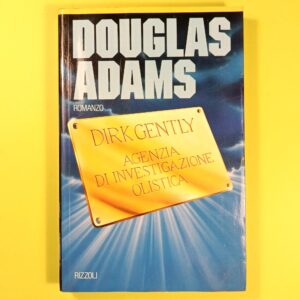 DOUGLAS
ADAMS
ROMANZO
DIRK GENTLY
AGENZIA
DI INVESTIGAZIONE
OLISTICA
RIZZOLI